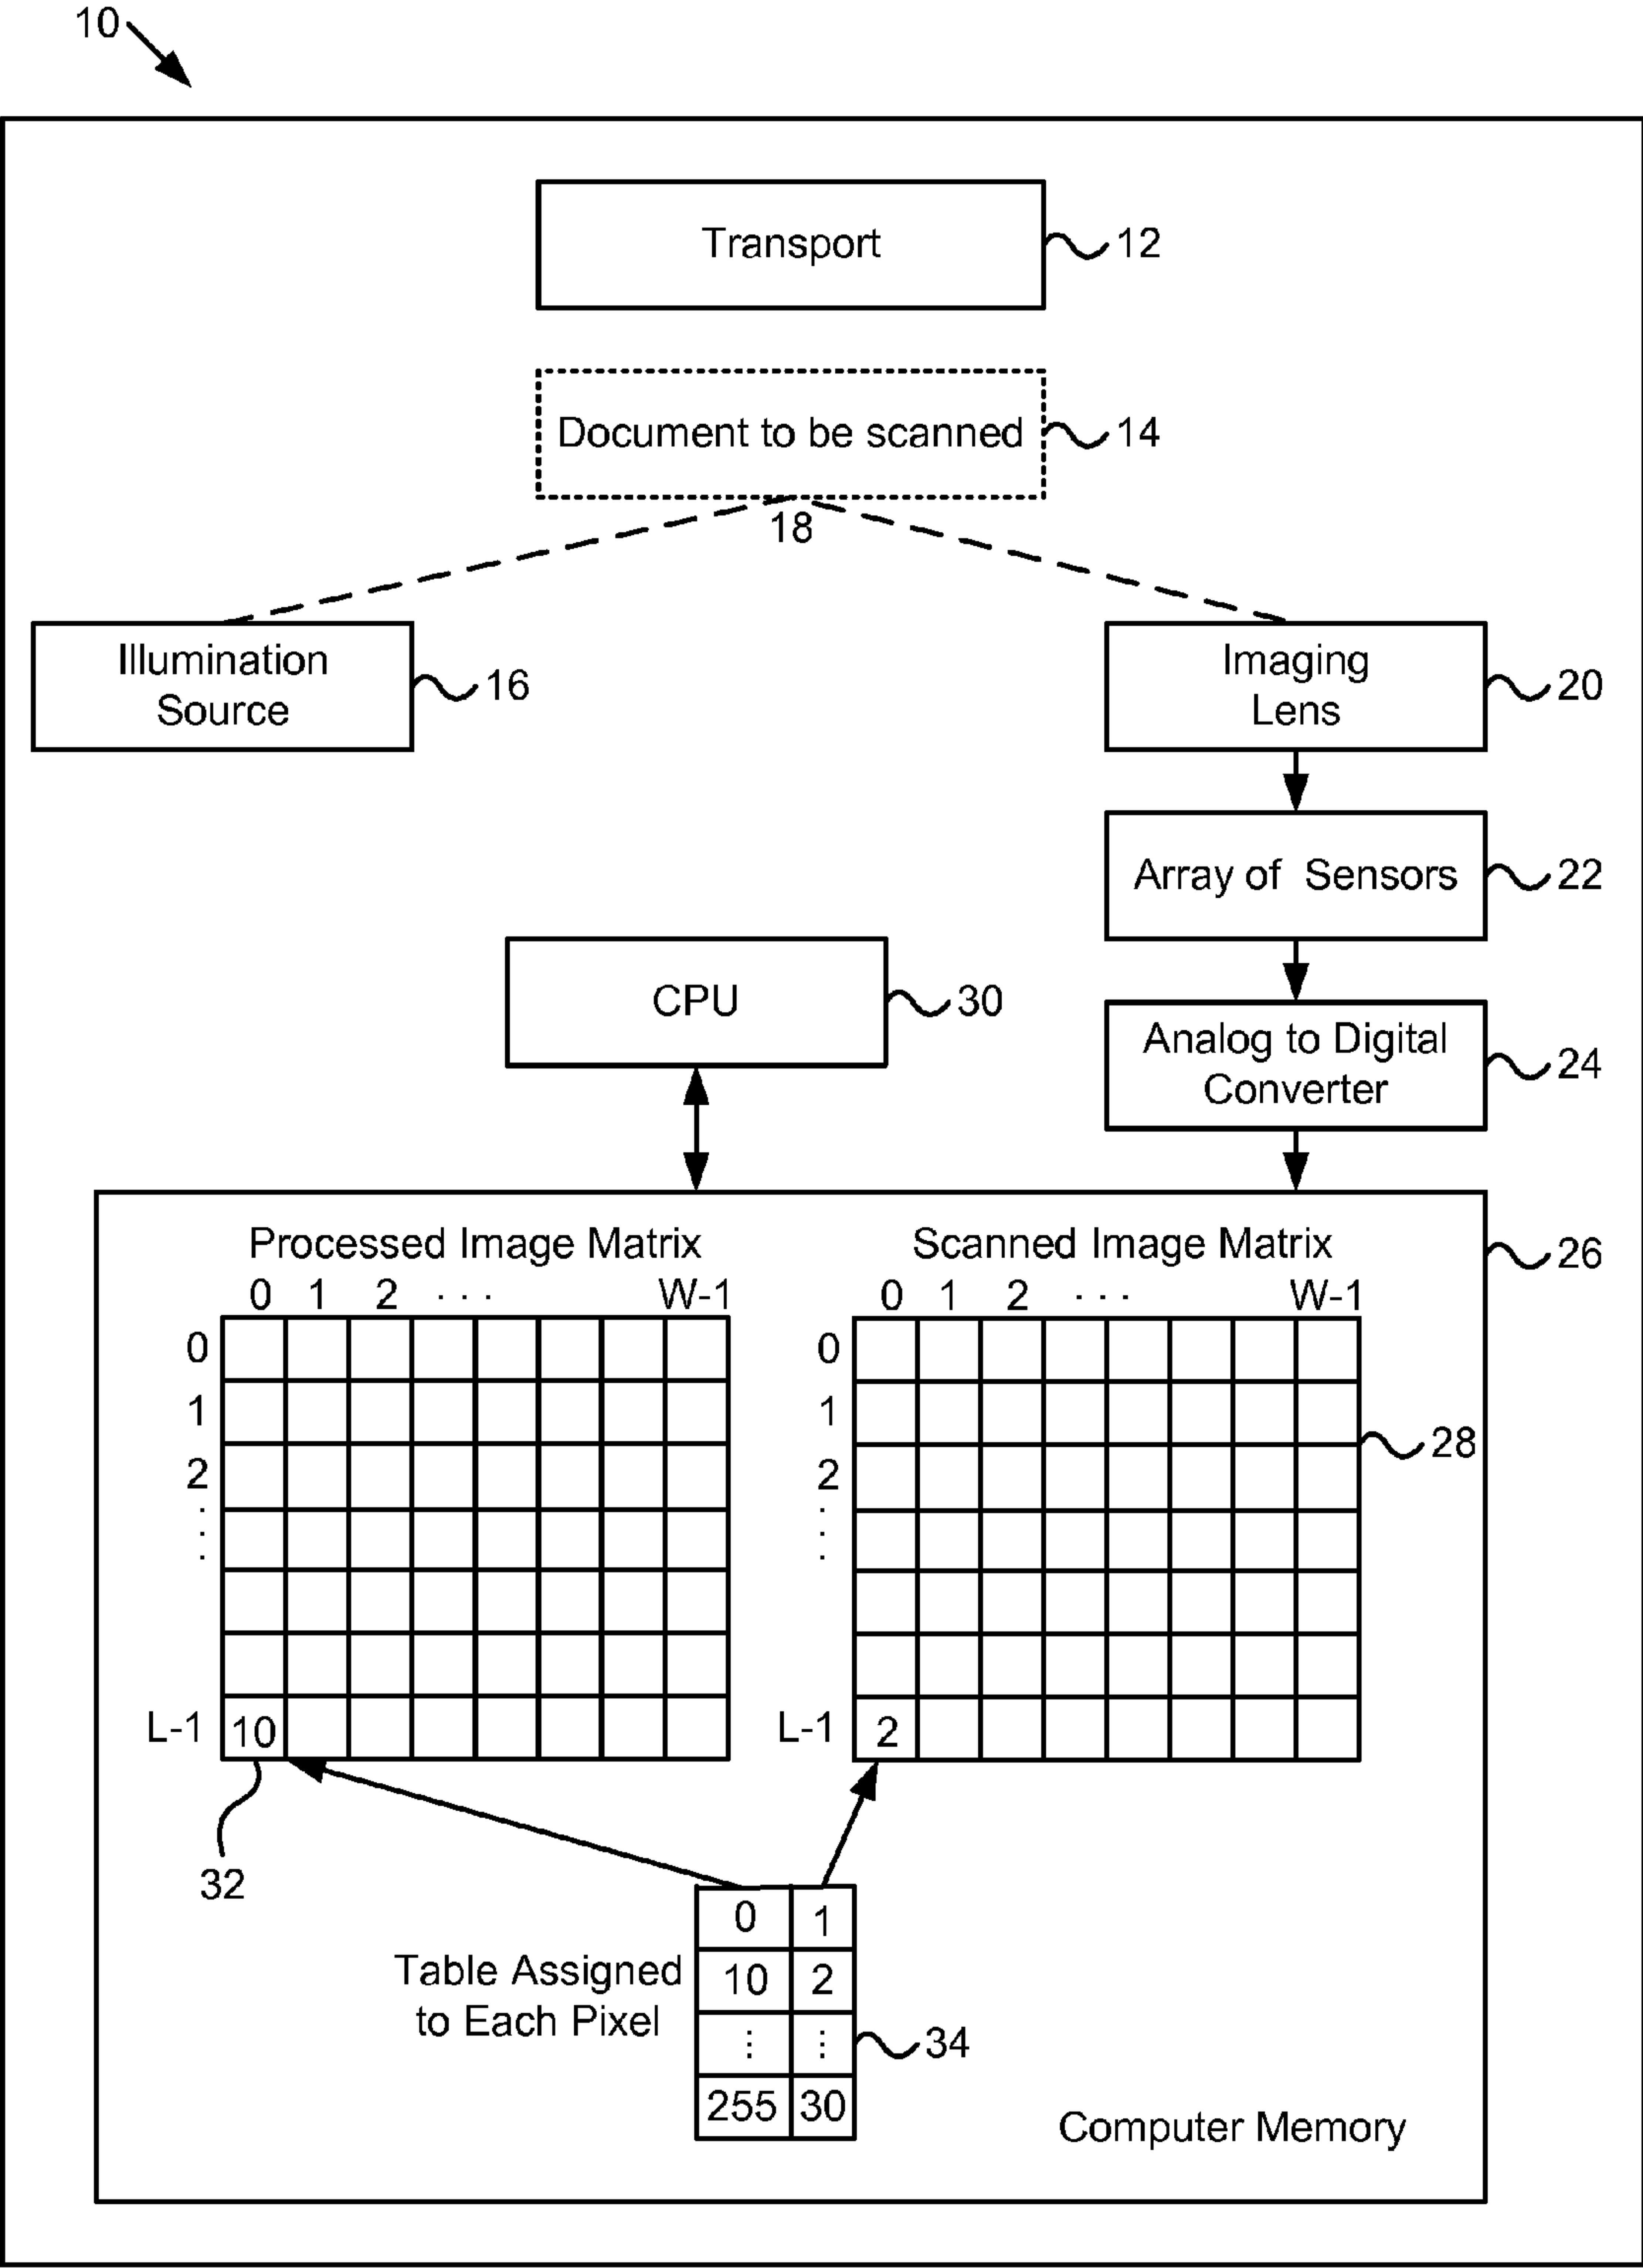 10
Transport
12
Document to be scanned
14
18
Illumination
Source
16
Imaging
Lens
20
Array of Sensors
22
CPU
30
Analog to Digital
Converter
24
Processed Image Matrix
Scanned Image Matrix
26
0 1 2 . . . W-1
0 1 2 . . . W-1
0
0
1
1
28
2
2
.
.
.
.
.
.
L-1 10
L-1 2
32
0 1
Table Assigned
to Each Pixel
10 2
⋮ ⋮
34
255 30
Computer Memory